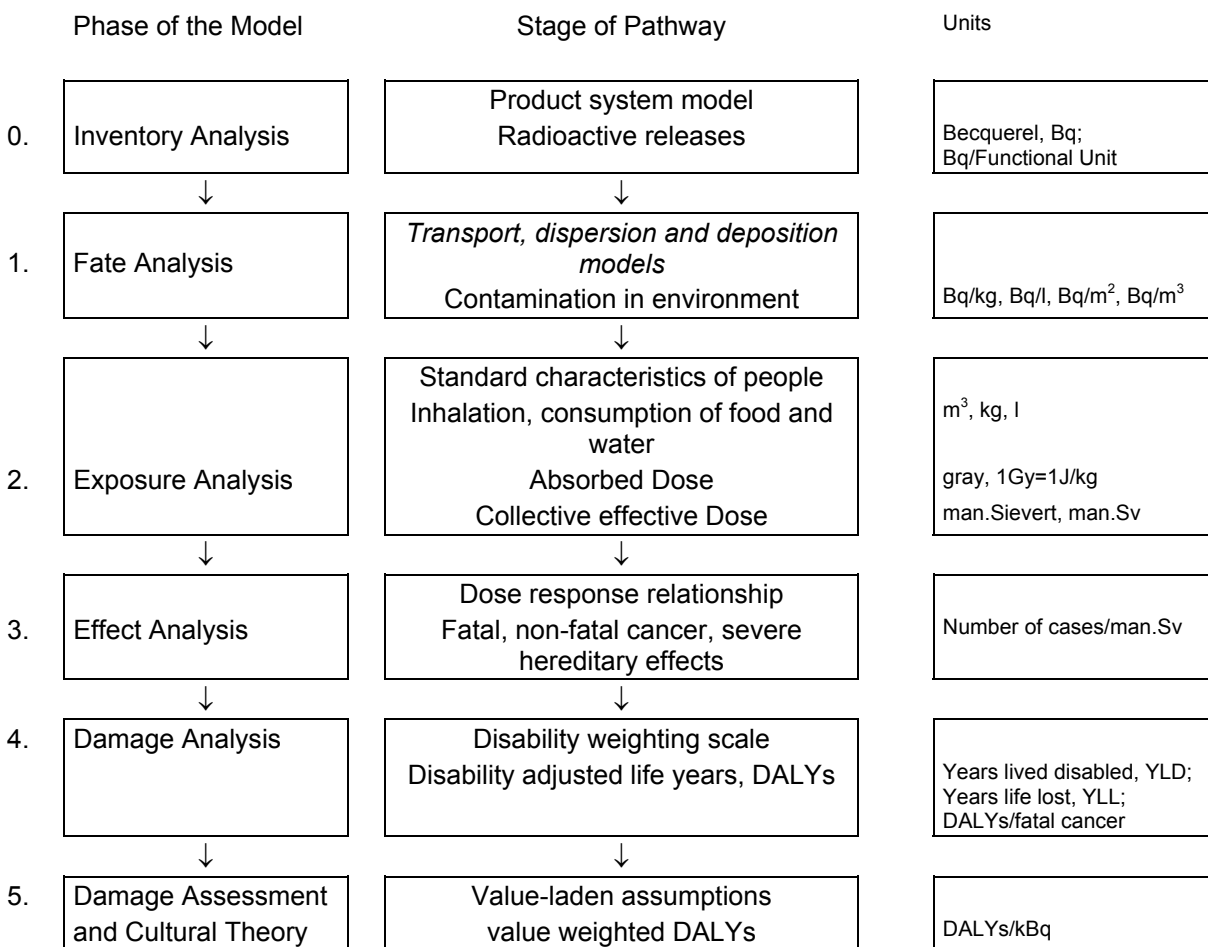 Phase of the Model Stage of Pathway Units
0. Inventory Analysis
Product system model
Radioactive releases
Becquerel, Bq;
Bq/Functional Unit
↓ ↓
1. Fate Analysis
Transport, dispersion and deposition
models
Contamination in environment
Bq/kg, Bq/l, Bq/m², Bq/m³
↓ ↓
2. Exposure Analysis
Standard characteristics of people
Inhalation, consumption of food and
water
Absorbed Dose
Collective effective Dose
m³, kg, l
gray, 1Gy=1J/kg
man.Sievert, man.Sv
↓ ↓
3. Effect Analysis
Dose response relationship
Fatal, non-fatal cancer, severe
hereditary effects
Number of cases/man.Sv
↓ ↓
4. Damage Analysis
Disability weighting scale
Disability adjusted life years, DALYs
Years lived disabled, YLD;
Years life lost, YLL;
DALYs/fatal cancer
↓ ↓
5. Damage Assessment
and Cultural Theory
Value-laden assumptions
value weighted DALYs
DALYs/kBq